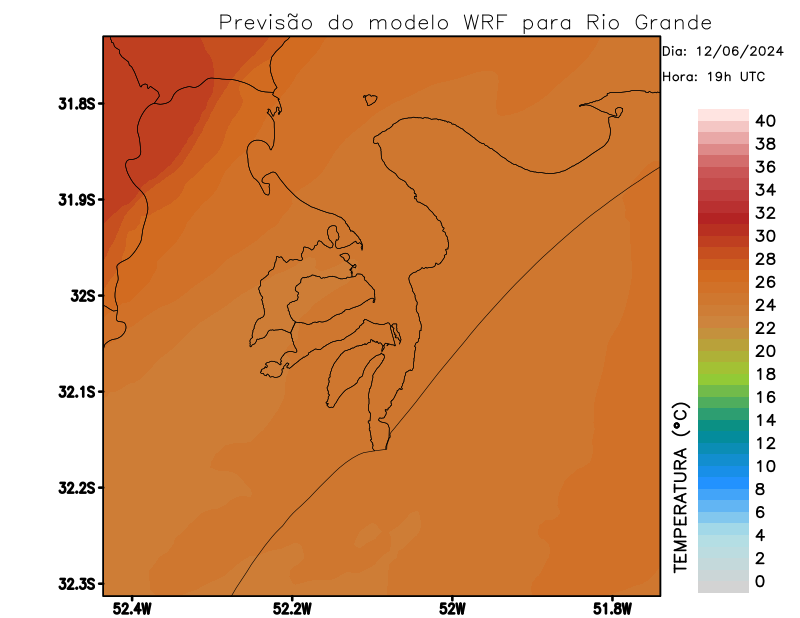 Previsão do modelo WRF para Rio Grande
Dia: 12/06/2024
Hora: 19h UTC
31.8S
31.9S
32S
32.1S
32.2S
32.3S
52.4W
52.2W
52W
51.8W
TEMPERATURA (°C)
40
38
36
34
32
30
28
26
24
22
20
18
16
14
12
10
8
6
4
2
0